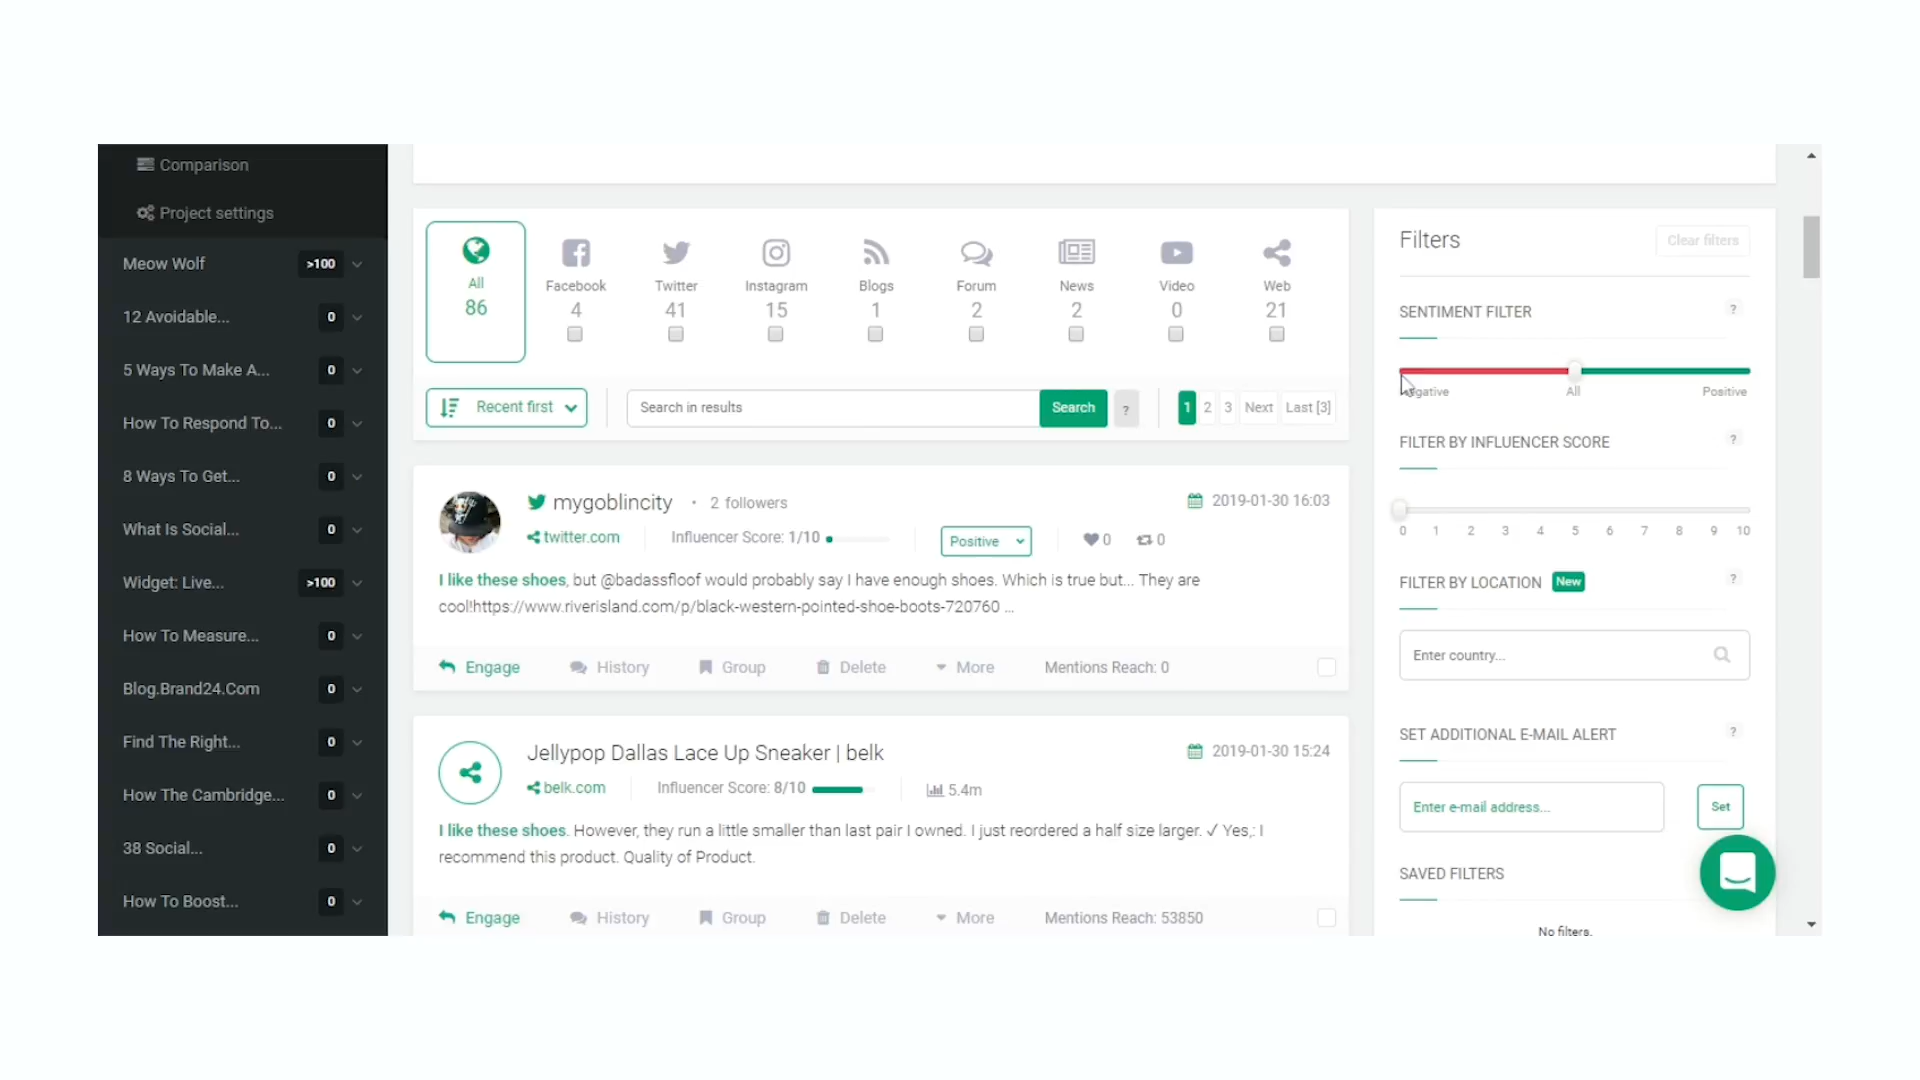 Comparison
Project settings
Meow Wolf >100
12 Avoidable... 0
5 Ways To Make A... 0
How To Respond To... 0
8 Ways To Get... 0
What Is Social... 0
Widget: Live... >100
How To Measure... 0
Blog.Brand24.Com 0
Find The Right... 0
How The Cambridge... 0
38 Social... 0
How To Boost... 0
All Facebook Twitter Instagram Blogs Forum News Video Web
86 4 41 15 1 2 2 0 21
Recent first Search in results Search ? 1 2 3 Next Last [3]
mygoblincity • 2 followers 2019-01-30 16:03
twitter.com Influencer Score: 1/10 Positive 0 0
I like these shoes, but @badassfloof would probably say I have enough shoes. Which is true but... They are
cool!https://www.riverisland.com/p/black-western-pointed-shoe-boots-720760 ...
Engage History Group Delete More Mentions Reach: 0
Jellypop Dallas Lace Up Sneaker | belk 2019-01-30 15:24
belk.com Influencer Score: 8/10 5.4m
I like these shoes. However, they run a little smaller than last pair I owned. I just reordered a half size larger. ✓ Yes,: I
recommend this product. Quality of Product.
Engage History Group Delete More Mentions Reach: 53850
Filters Clear filters
SENTIMENT FILTER ?
All Positive
FILTER BY INFLUENCER SCORE ?
0 1 2 3 4 5 6 7 8 9 10
FILTER BY LOCATION New ?
Enter country...
SET ADDITIONAL E-MAIL ALERT ?
Enter e-mail address... Set
SAVED FILTERS
No filters.